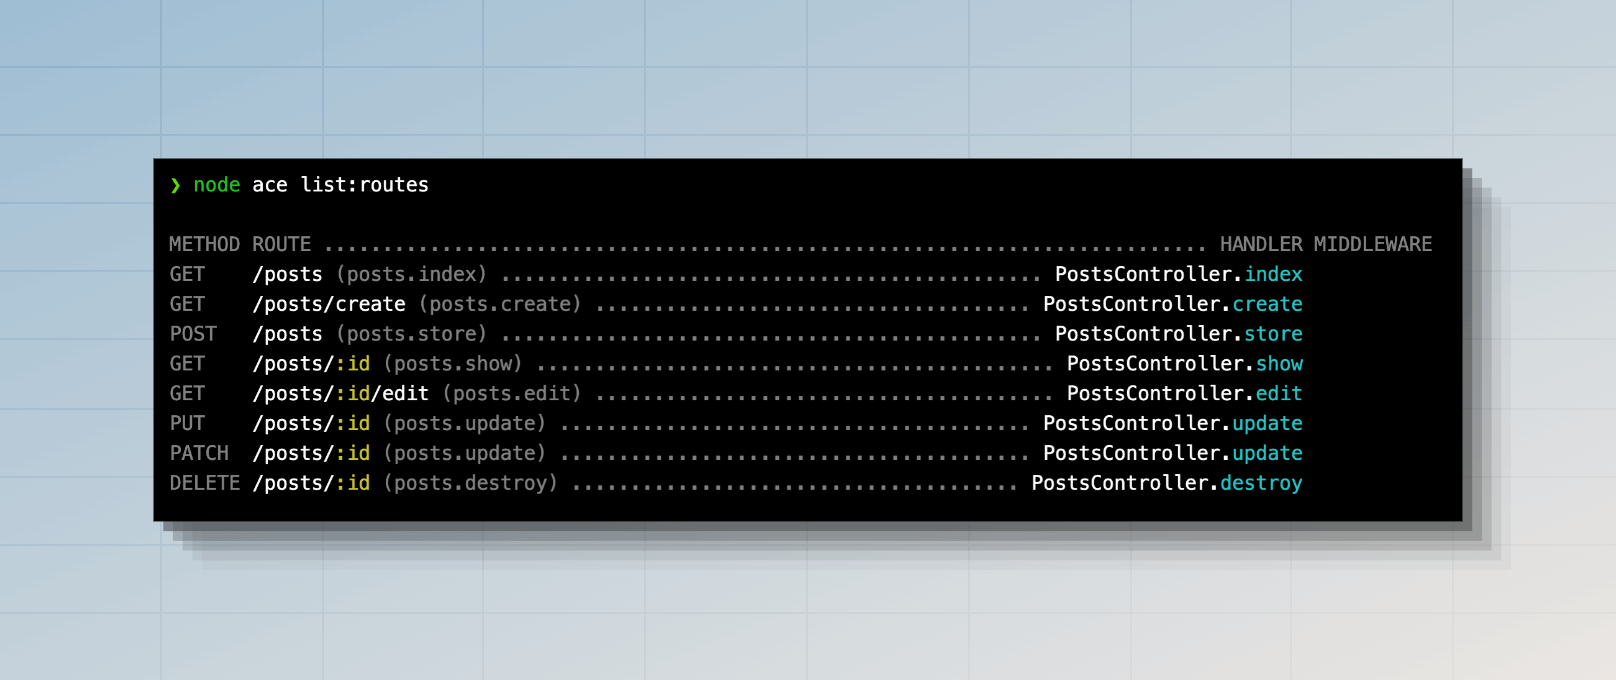 ❯ node ace list:routes
METHOD ROUTE ........................................................................... HANDLER MIDDLEWARE
GET /posts (posts.index) .............................................. PostsController.index
GET /posts/create (posts.create) ..................................... PostsController.create
POST /posts (posts.store) .............................................. PostsController.store
GET /posts/:id (posts.show) ............................................ PostsController.show
GET /posts/:id/edit (posts.edit) ....................................... PostsController.edit
PUT /posts/:id (posts.update) ........................................ PostsController.update
PATCH /posts/:id (posts.update) ........................................ PostsController.update
DELETE /posts/:id (posts.destroy) ...................................... PostsController.destroy